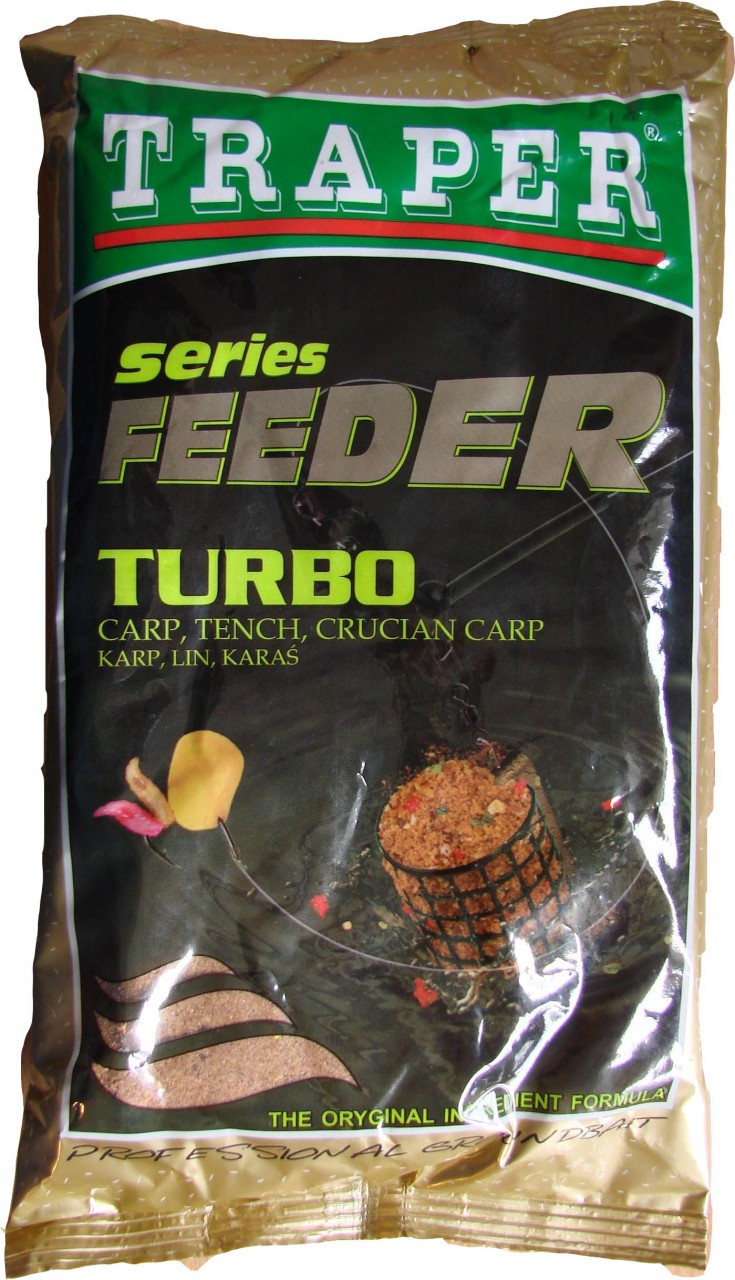 TRAPER®
series
FEEDER
TURBO
CARP, TENCH, CRUCIAN CARP
KARP, LIN, KARAŚ
THE ORYGINAL FORMULA
PROFESSIONAL